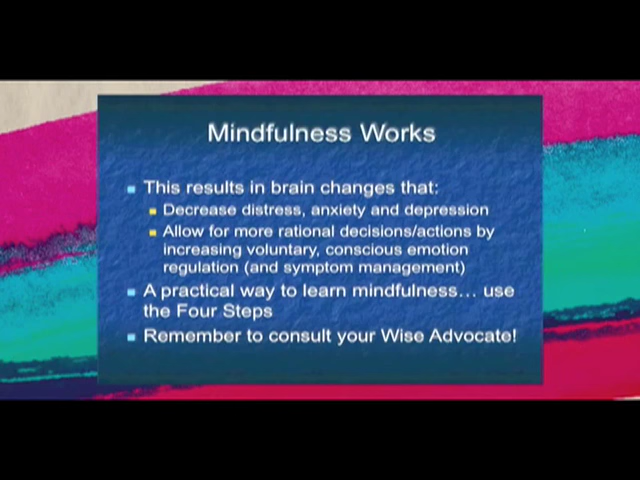 Mindfulness Works
This results in brain changes that:
Decrease distress, anxiety and depression
Allow for more rational decisions/actions by
increasing voluntary, conscious emotion
regulation (and symptom management)
A practical way to learn mindfulness... use
the Four Steps
Remember to consult your Wise Advocate!